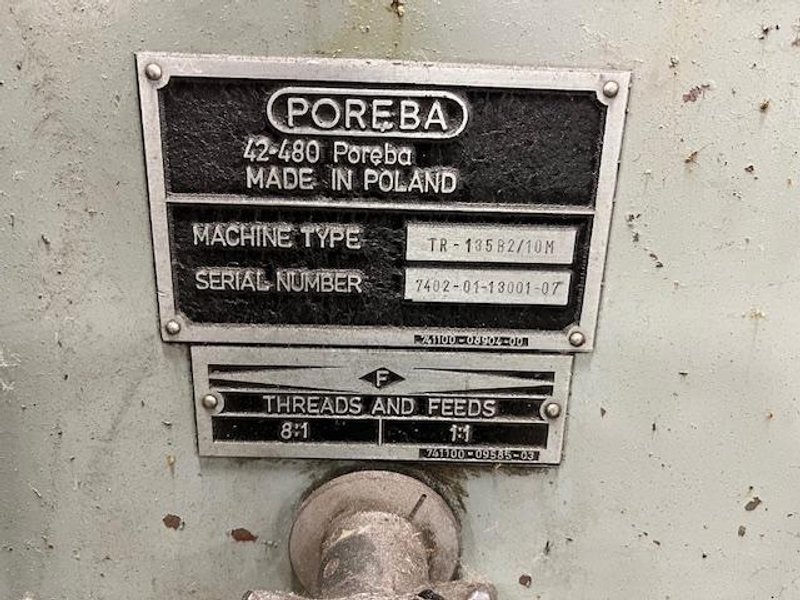 PORĘBA
42-480 Poręba
MADE IN POLAND
MACHINE TYPE TR-135B2/10M
SERIAL NUMBER 7402-01-13001-07
741100-08904-00
F
THREADS AND FEEDS
8:1 1:1
741100-09585-03